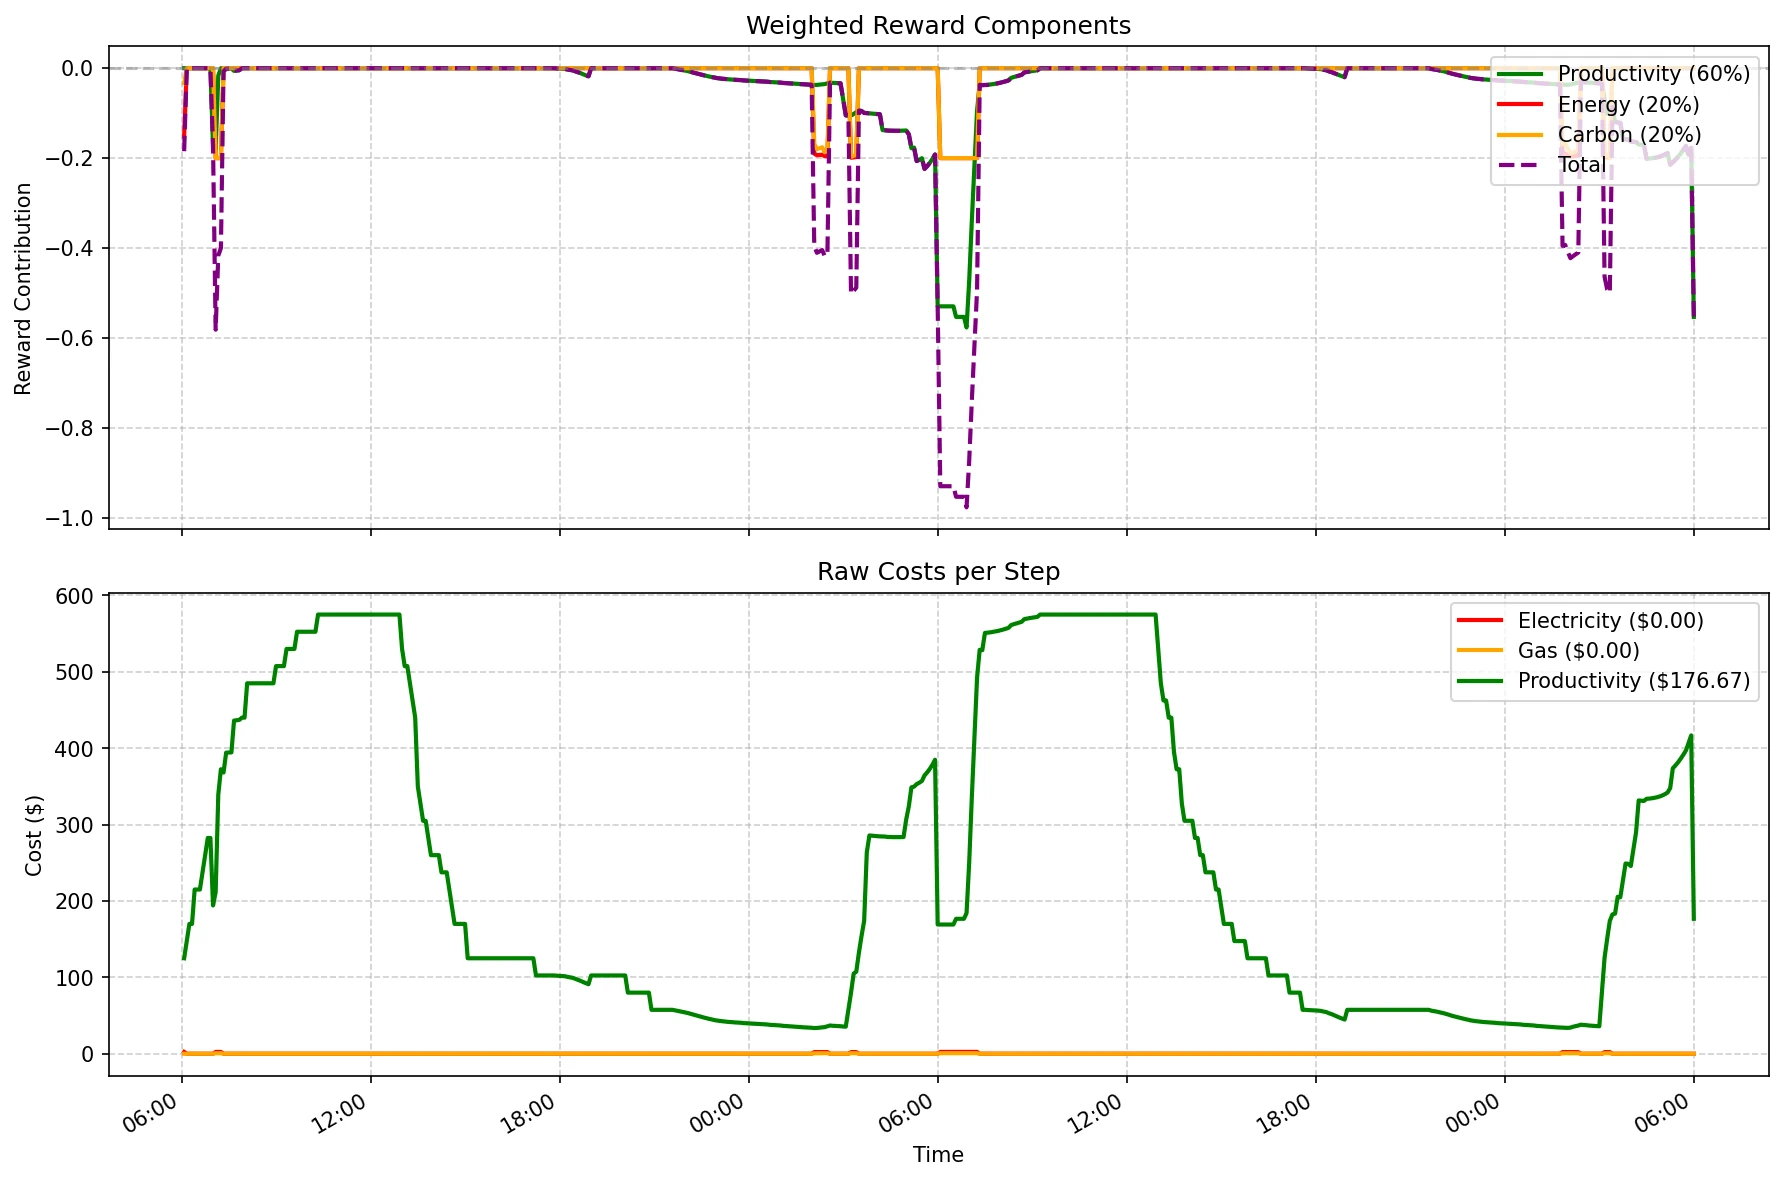 Weighted Reward Components
Reward Contribution
0.0
−0.2
−0.4
−0.6
−0.8
−1.0
Productivity (60%)
Energy (20%)
Carbon (20%)
Total
Raw Costs per Step
Cost ($)
600
500
400
300
200
100
0
Electricity ($0.00)
Gas ($0.00)
Productivity ($176.67)
06:00 12:00 18:00 00:00 06:00 12:00 18:00 00:00 06:00
Time